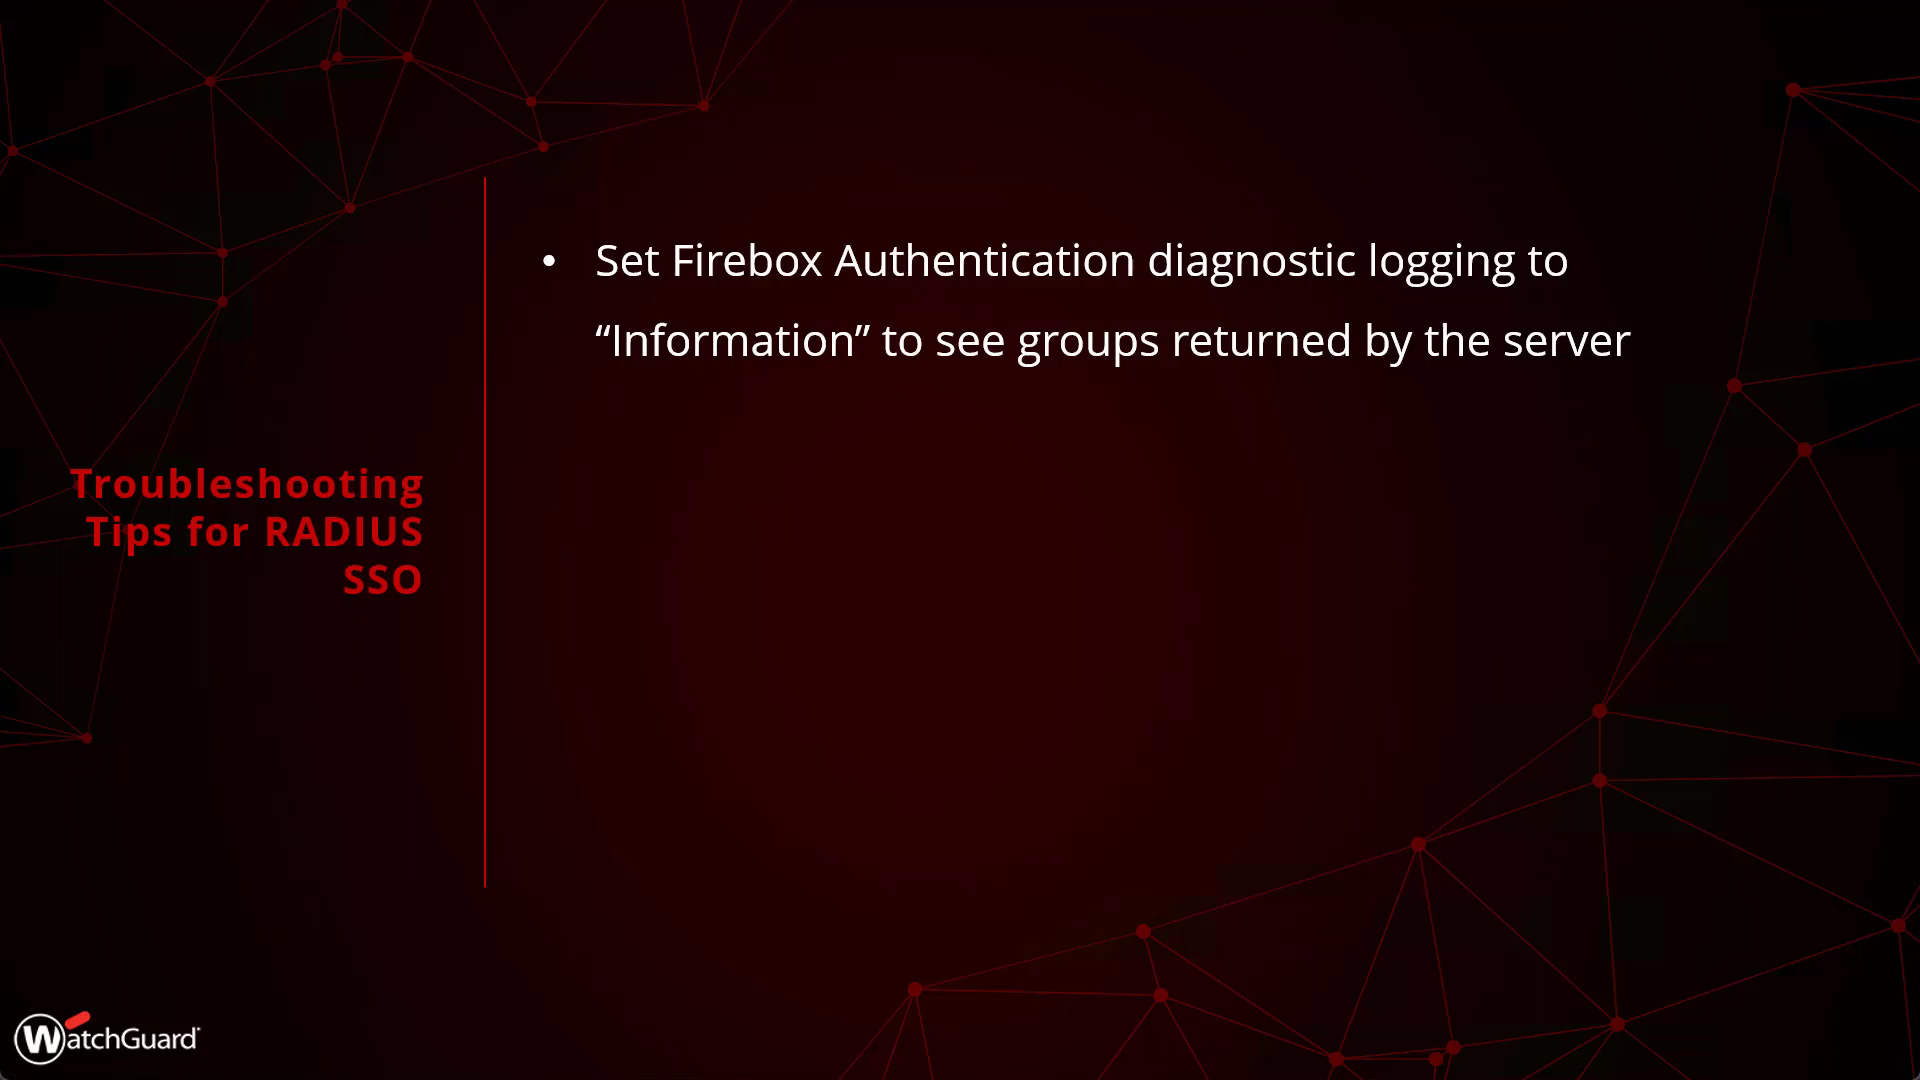 Troubleshooting
Tips for RADIUS
SSO
• Set Firebox Authentication diagnostic logging to
“Information” to see groups returned by the server
WatchGuard